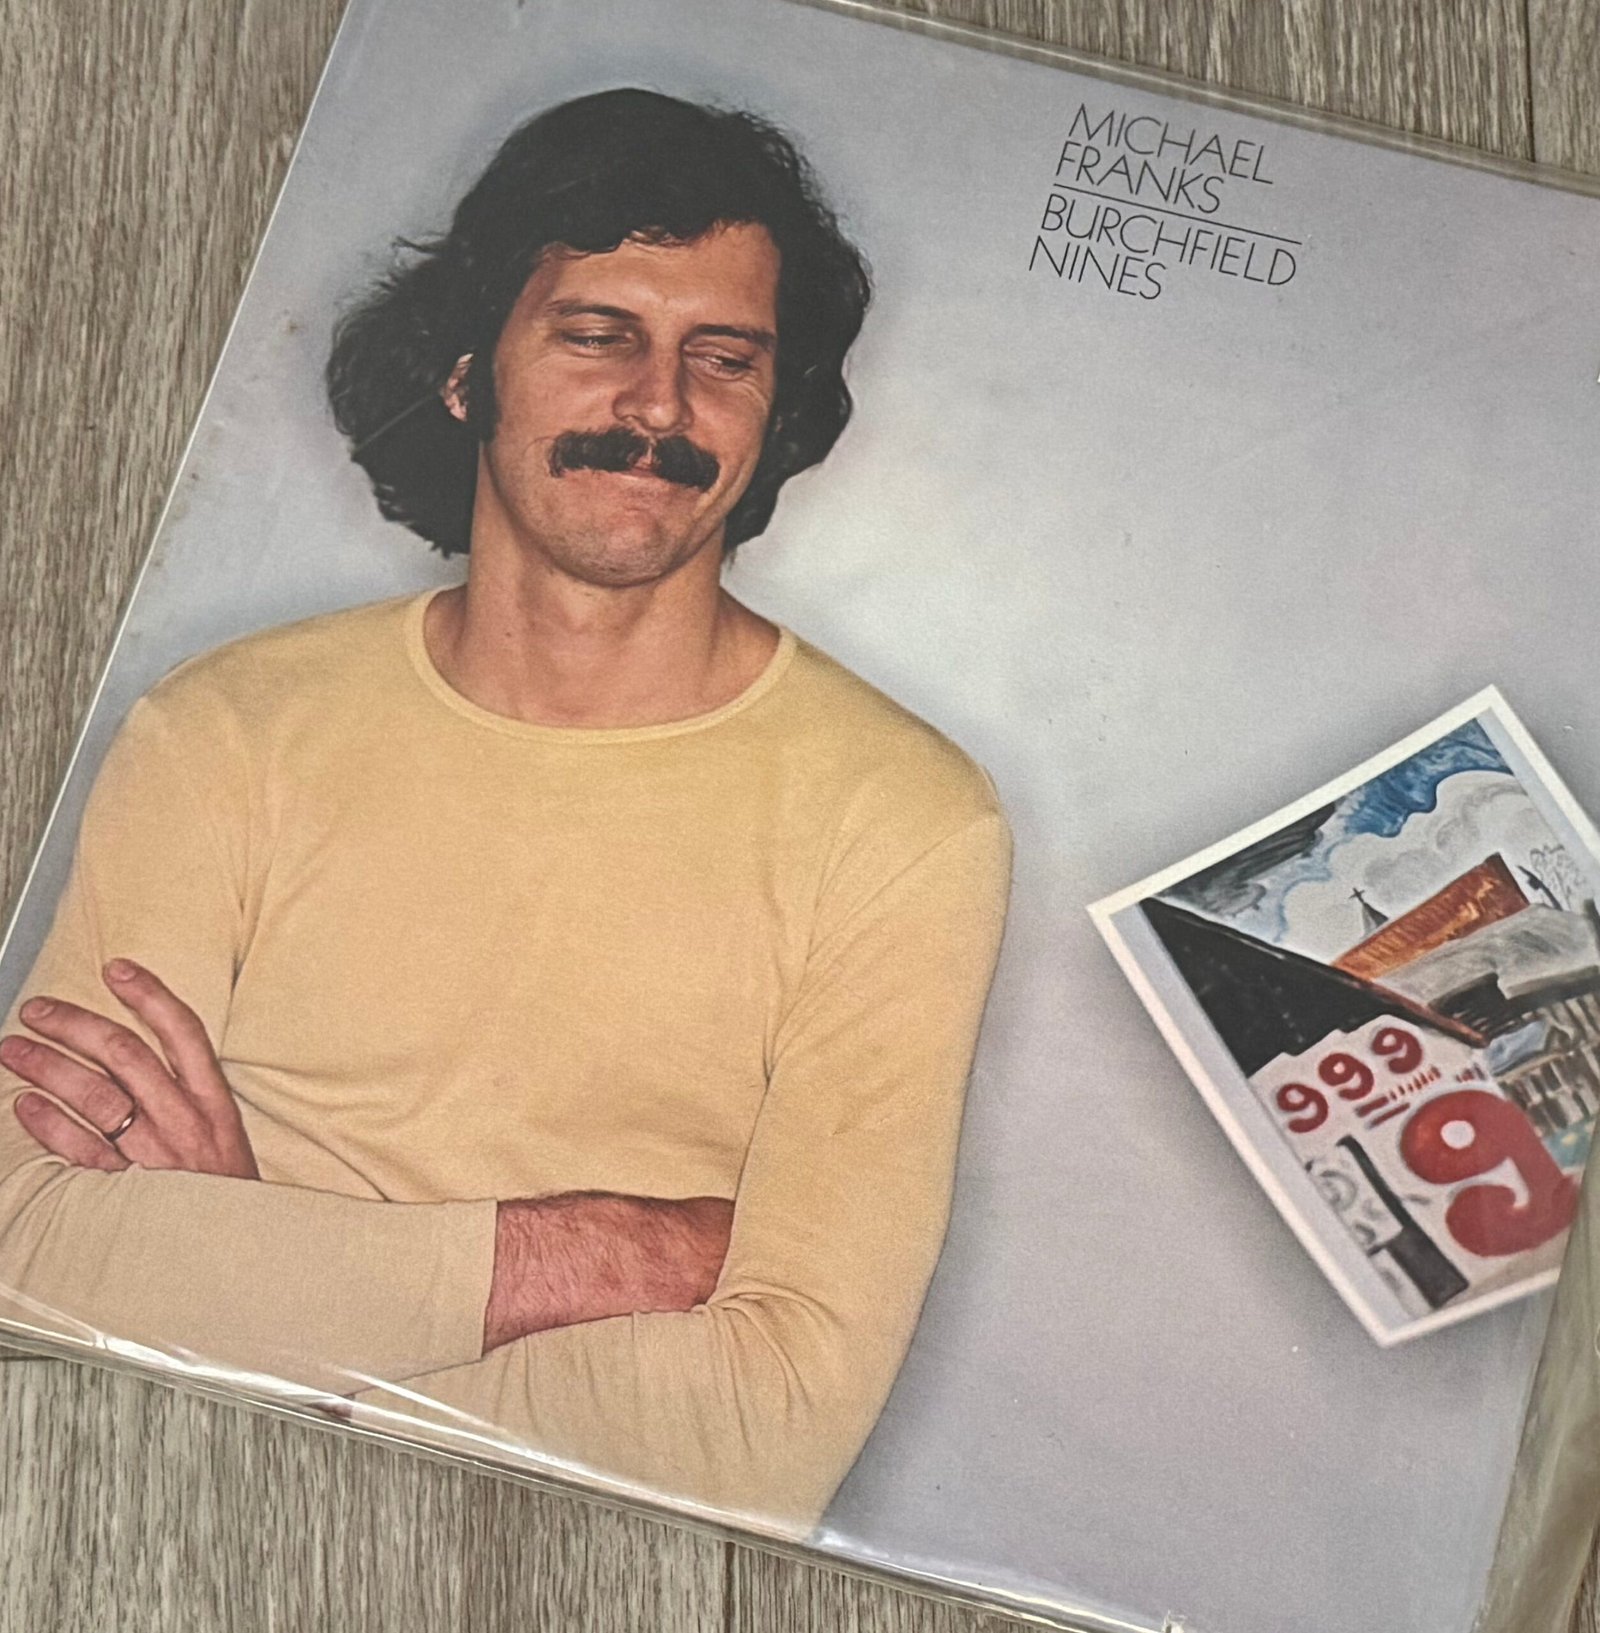 MICHAEL
FRANKS
BURCHFIELD
NINES
999
9